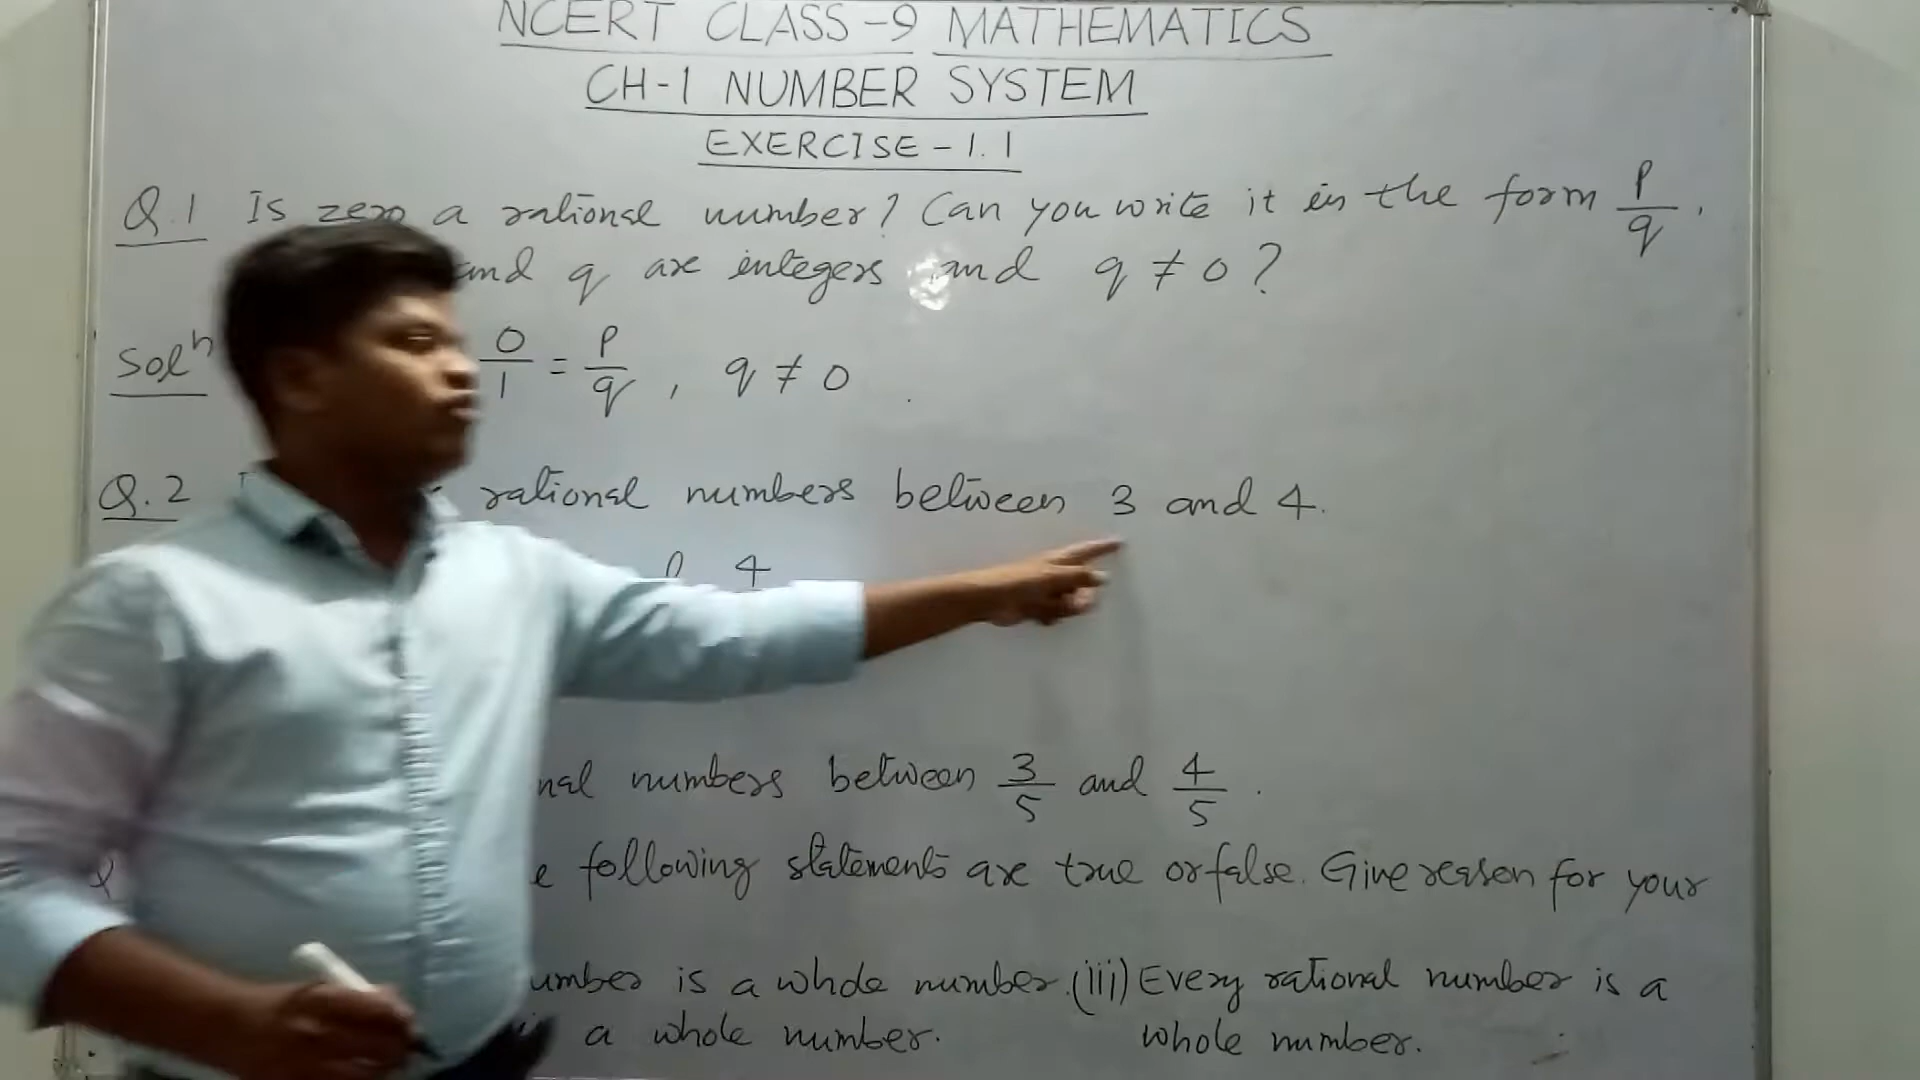 NCERT CLASS-9 MATHEMATICS
CH-1 NUMBER SYSTEM
EXERCISE-1.1
Q.1 Is zero a rational number? Can you write it in the form p/q,
and q are integers and q ≠ 0?
Solⁿ 0/1 = p/q , q ≠ 0
Q.2 rational numbers between 3 and 4.
4
numbers between 3/5 and 4/5 .
following statements are true or false. Give reason for your
is a whole number. (iii) Every rational number is a
a whole number. whole number.